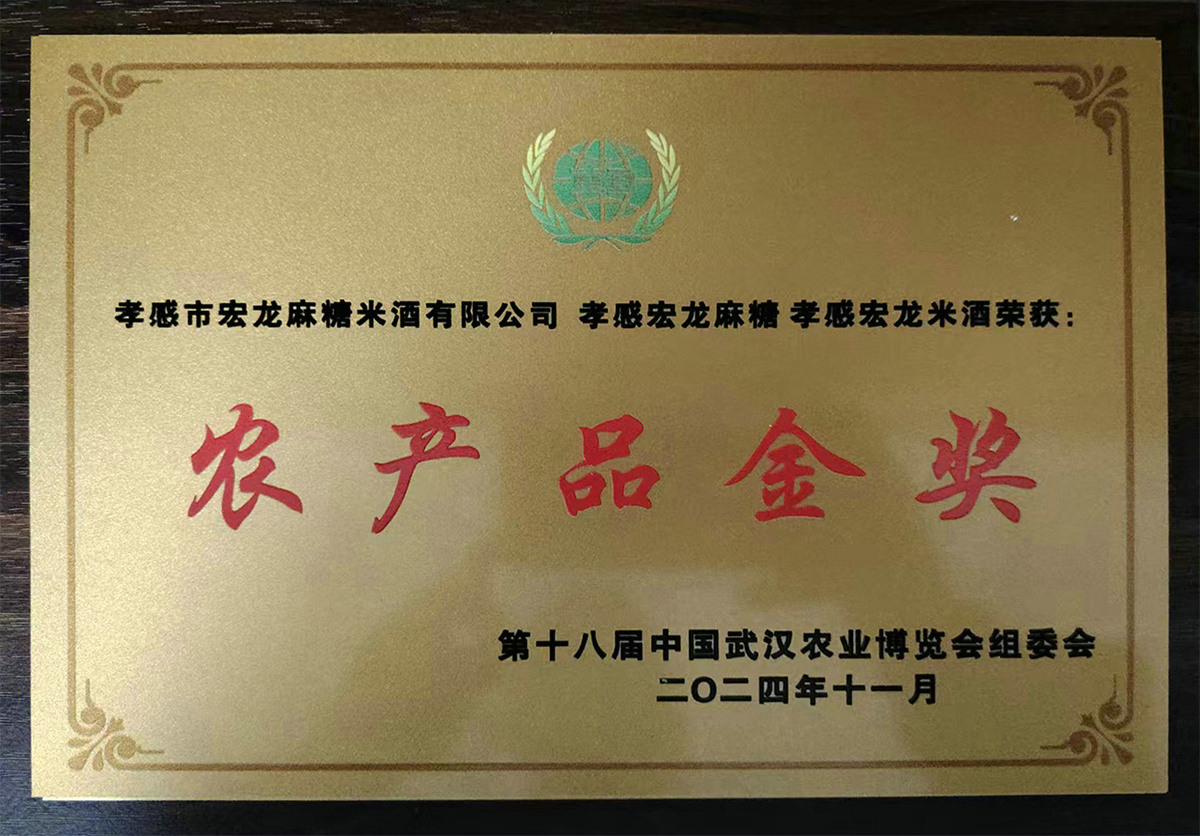 孝感市宏龙麻糖米酒有限公司 孝感宏龙麻糖 孝感宏龙米酒荣获：
农产品金奖
第十八届中国武汉农业博览会组委会
二〇二四年十一月